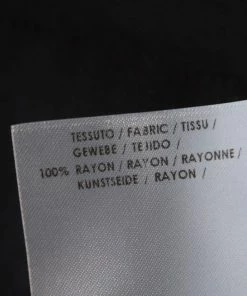 TESSUTO / FABRIC / TISSU /
GEWEBE / TEJIDO /
100% RAYON / RAYON / RAYONNE /
KUNSTSEIDE / RAYON /